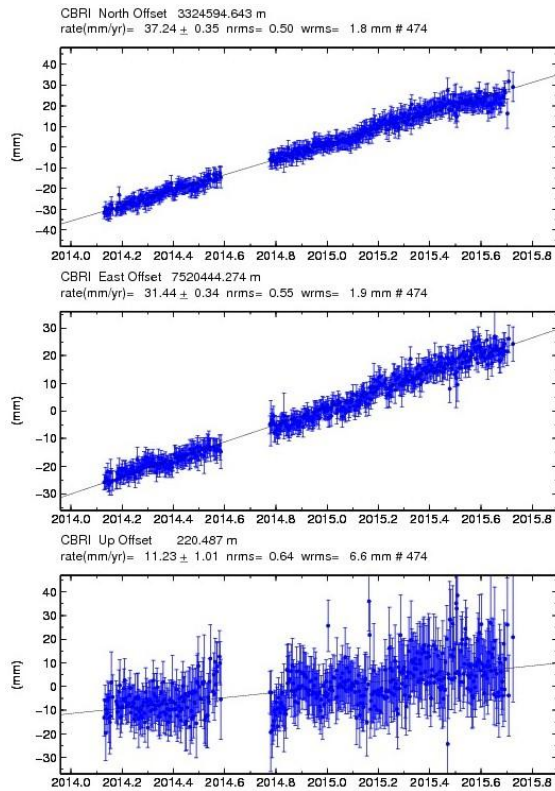 CBRI North Offset 3324594.643 m
rate(mm/yr)= 37.24 ± 0.35 nrms= 0.50 wrms= 1.8 mm # 474
(mm)
40
30
20
10
0
-10
-20
-30
-40
2014.0 2014.2 2014.4 2014.6 2014.8 2015.0 2015.2 2015.4 2015.6 2015.8
CBRI East Offset 7520444.274 m
rate(mm/yr)= 31.44 ± 0.34 nrms= 0.55 wrms= 1.9 mm # 474
(mm)
30
20
10
0
-10
-20
-30
2014.0 2014.2 2014.4 2014.6 2014.8 2015.0 2015.2 2015.4 2015.6 2015.8
CBRI Up Offset 220.487 m
rate(mm/yr)= 11.23 ± 1.01 nrms= 0.64 wrms= 6.6 mm # 474
(mm)
40
30
20
10
0
-10
-20
-30
2014.0 2014.2 2014.4 2014.6 2014.8 2015.0 2015.2 2015.4 2015.6 2015.8